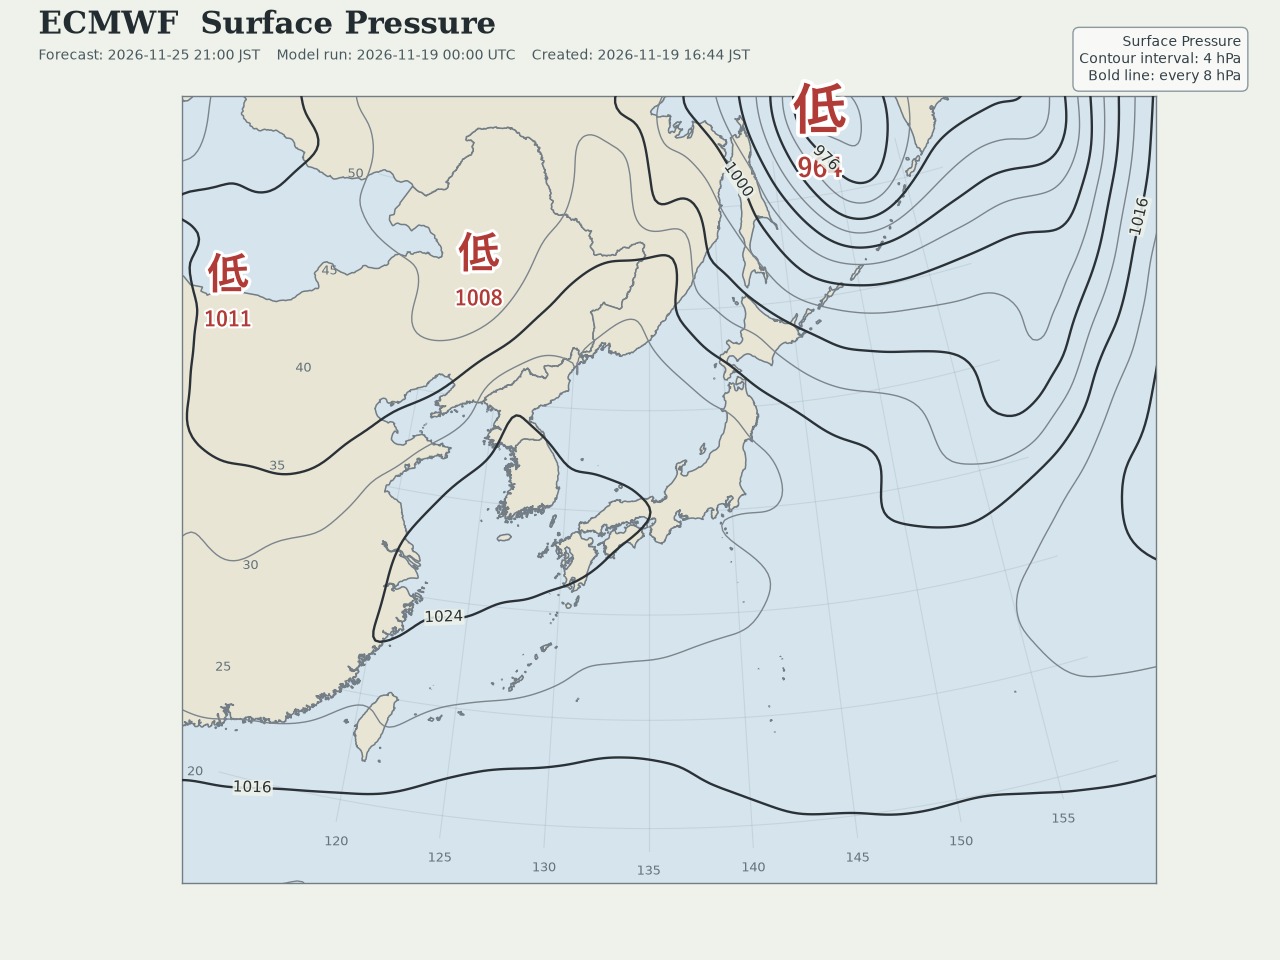 ECMWF  Surface Pressure
Forecast: 2026-11-25 21:00 JST    Model run: 2026-11-19 00:00 UTC    Created: 2026-11-19 16:44 JST
Surface Pressure
Contour interval: 4 hPa
Bold line: every 8 hPa
低
964
976
1000
1016
50
低
1008
低
1011
45
40
35
30
1024
25
20
1016
120
125
130
135
140
145
150
155